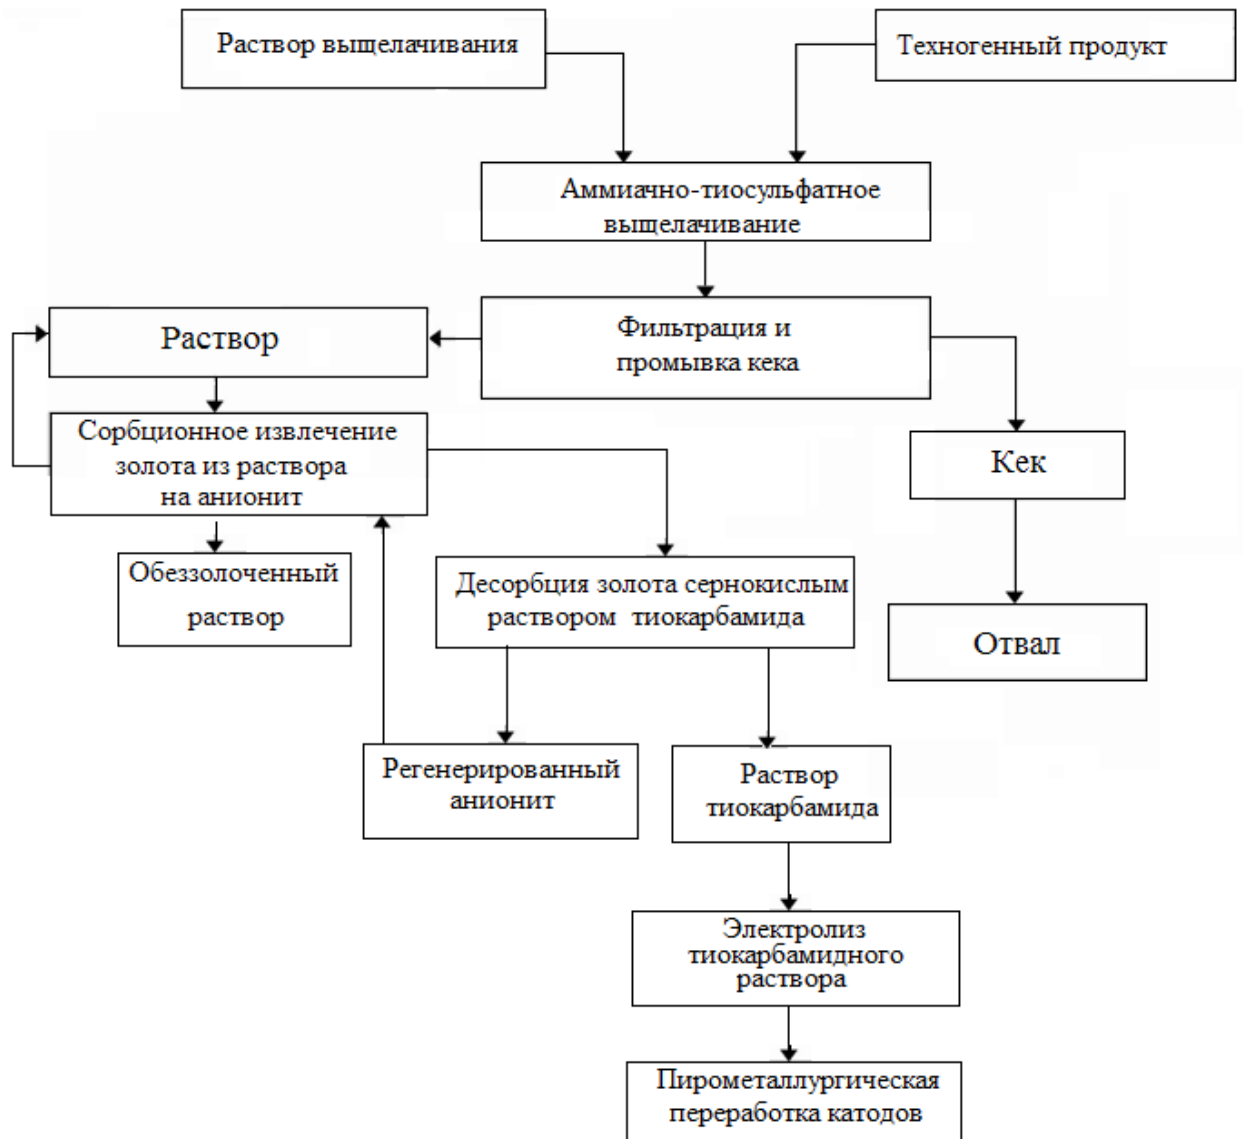 Раствор выщелачивания
Техногенный продукт
Аммиачно-тиосульфатное
выщелачивание
Фильтрация и
промывка кека
Раствор
Сорбционное извлечение
золота из раствора
на анионит
Кек
Обеззолоченный
раствор
Десорбция золота сернокислым
раствором тиокарбамида
Отвал
Регенерированный
анионит
Раствор
тиокарбамида
Электролиз
тиокарбамидного
раствора
Пирометаллургическая
переработка катодов